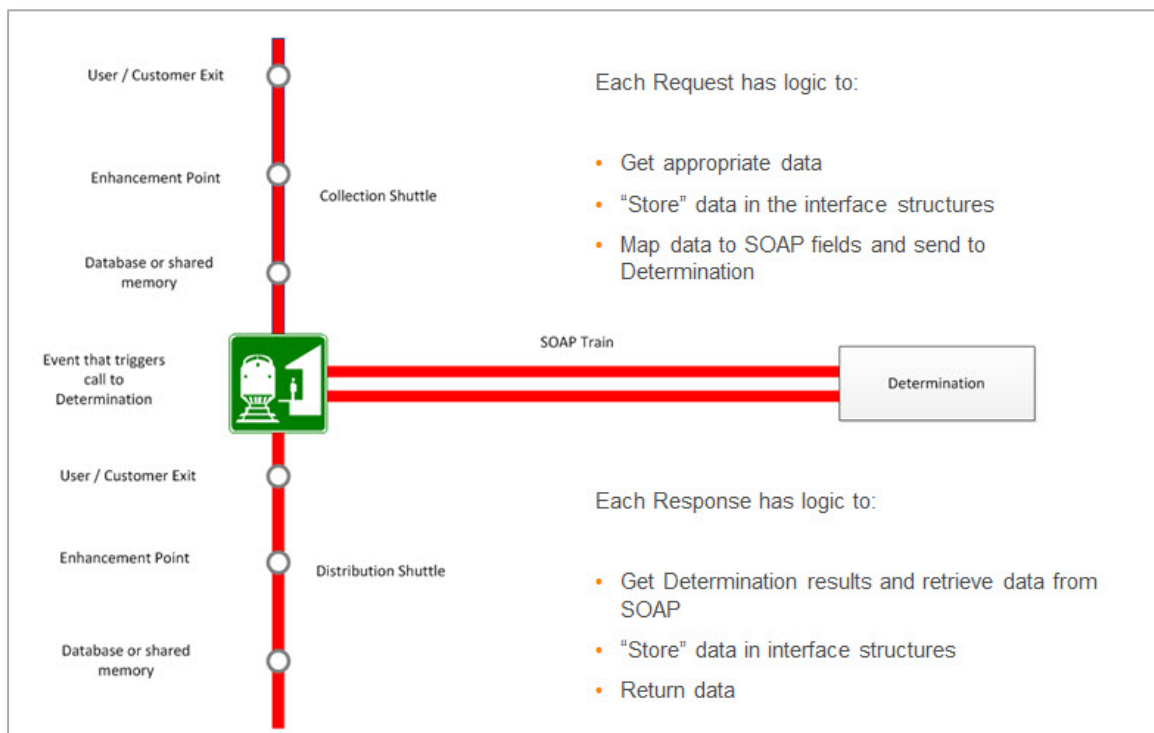 User / Customer Exit
Each Request has logic to:
• Get appropriate data
Enhancement Point
Collection Shuttle
• “Store” data in the interface structures
• Map data to SOAP fields and send to
Determination
Database or shared
memory
Event that triggers
call to
Determination
SOAP Train
Determination
User / Customer Exit
Each Response has logic to:
Enhancement Point
Distribution Shuttle
• Get Determination results and retrieve data from
SOAP
Database or shared
memory
• “Store” data in interface structures
• Return data